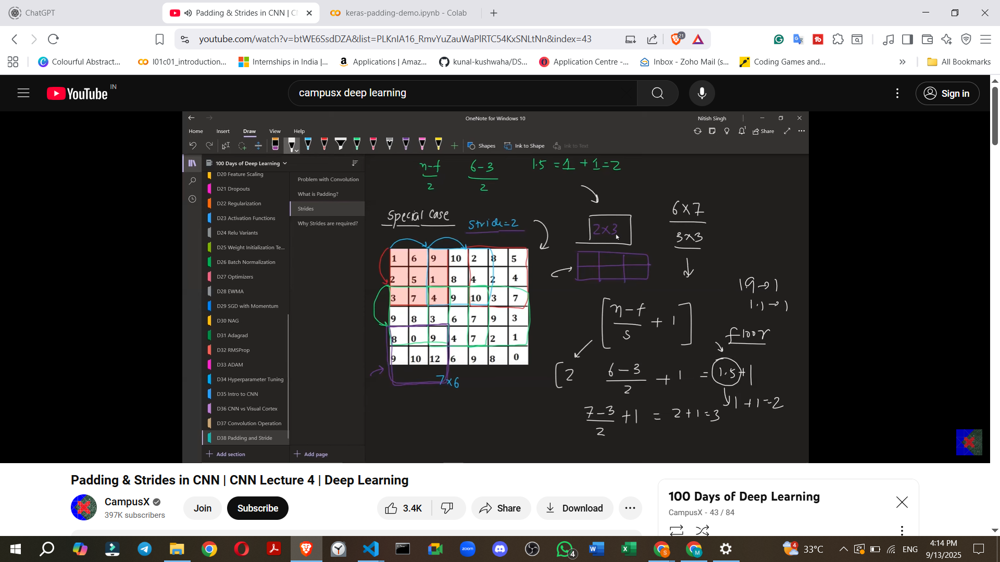 ChatGPT
Padding & Strides in CNN | C
keras-padding-demo.ipynb - Colab
youtube.com/watch?v=btWE6SsdDZA&list=PLKnIA16_RmvYuZauWaPlRTC54KxSNLtNn&index=43
21
Colourful Abstract...
l01c01_introduction...
Internships in India |...
Applications | Amaz...
kunal-kushwaha/DS...
Application Centre -...
Inbox - Zoho Mail (s...
Coding Games and...
All Bookmarks
YouTube IN
campusx deep learning
Sign in
OneNote for Windows 10
Nitish Singh
Home Insert Draw View Help
Share
Shapes Ink to Shape Ink to Text
100 Days of Deep Learning
D20 Feature Scaling
D21 Dropouts
D22 Regularization
D23 Activation Functions
D24 Relu Variants
D25 Weight Initialization Te...
D26 Batch Normalization
D27 Optimizers
D28 EWMA
D29 SGD with Momentum
D30 NAG
D31 Adagrad
D32 RMSProp
D33 ADAM
D34 Hyperparameter Tuning
D35 Intro to CNN
D36 CNN vs Visual Cortex
D37 Convolution Operation
D38 Padding and Stride
Add section
Problem with Convolution
What is Padding?
Strides
Why Strides are required?
Add page
n-f
2
6-3
2
1.5 = 1 + 1 = 2
Special Case
Stride=2
1 6 9 10 2 8 5
2 5 1 8 4 2 4
3 7 4 9 10 3 7
9 8 3 6 7 9 3
8 0 9 4 7 2 1
9 10 12 6 9 8 0
7x6
2x3
6x7
3x3
19→1
1.1→1
[n-f
s + 1]
floor
[2
6-3
2 + 1 = 1.5+1
1+1=2
7-3
2 +1 = 2+1=3
Padding & Strides in CNN | CNN Lecture 4 | Deep Learning
CampusX
397K subscribers
Join
Subscribe
3.4K
Share
Download
100 Days of Deep Learning
CampusX - 43 / 84
zoom
4
4
33°C
ENG
4:14 PM
9/13/2025